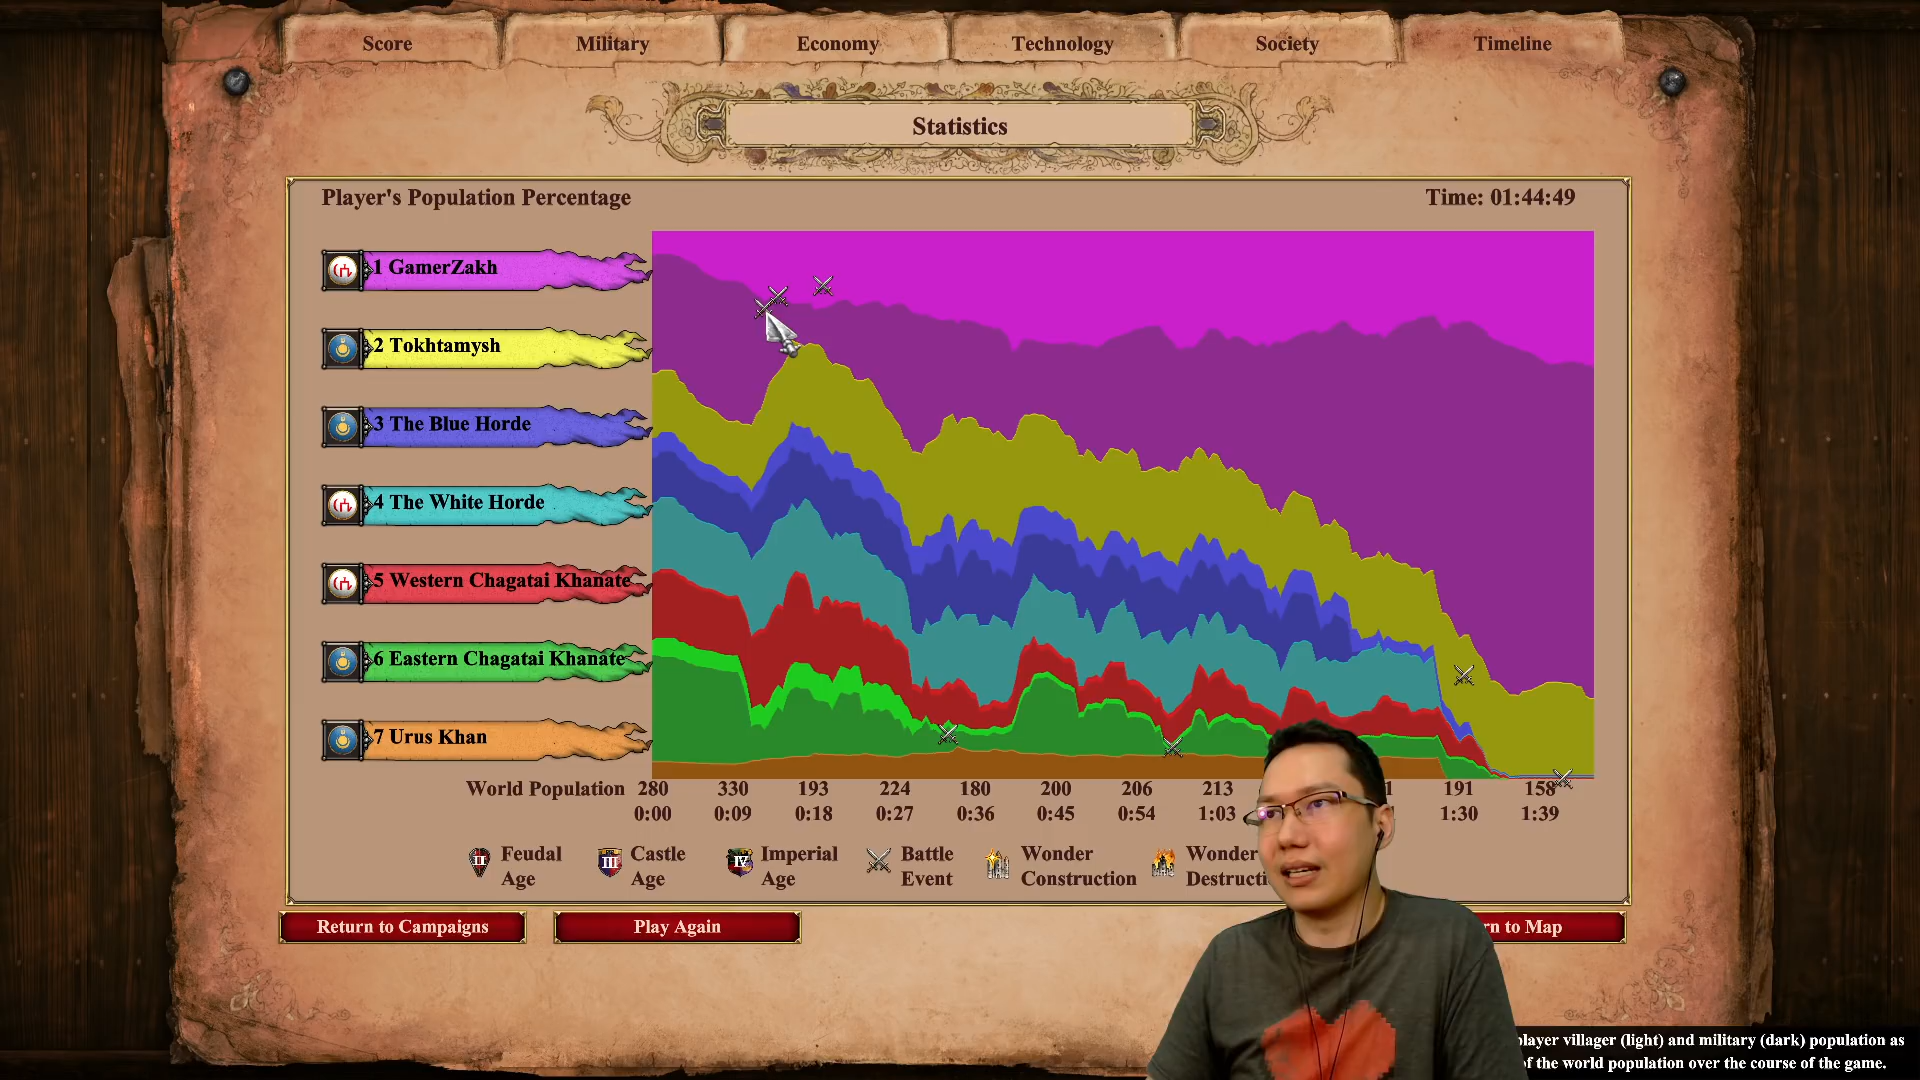 Score
Military
Economy
Technology
Society
Timeline
Statistics
Player's Population Percentage
Time: 01:44:49
1 GamerZakh
2 Tokhtamysh
3 The Blue Horde
4 The White Horde
5 Western Chagatai Khanate
6 Eastern Chagatai Khanate
7 Urus Khan
World Population 280 330 193 224 180 200 206 213 191 158
0:00 0:09 0:18 0:27 0:36 0:45 0:54 1:03 1:30 1:39
II Feudal Age
III Castle Age
IV Imperial Age
Battle Event
Wonder Construction
Wonder
Return to Campaigns
Play Again
to Map
player villager (light) and military (dark) population as
of the world population over the course of the game.